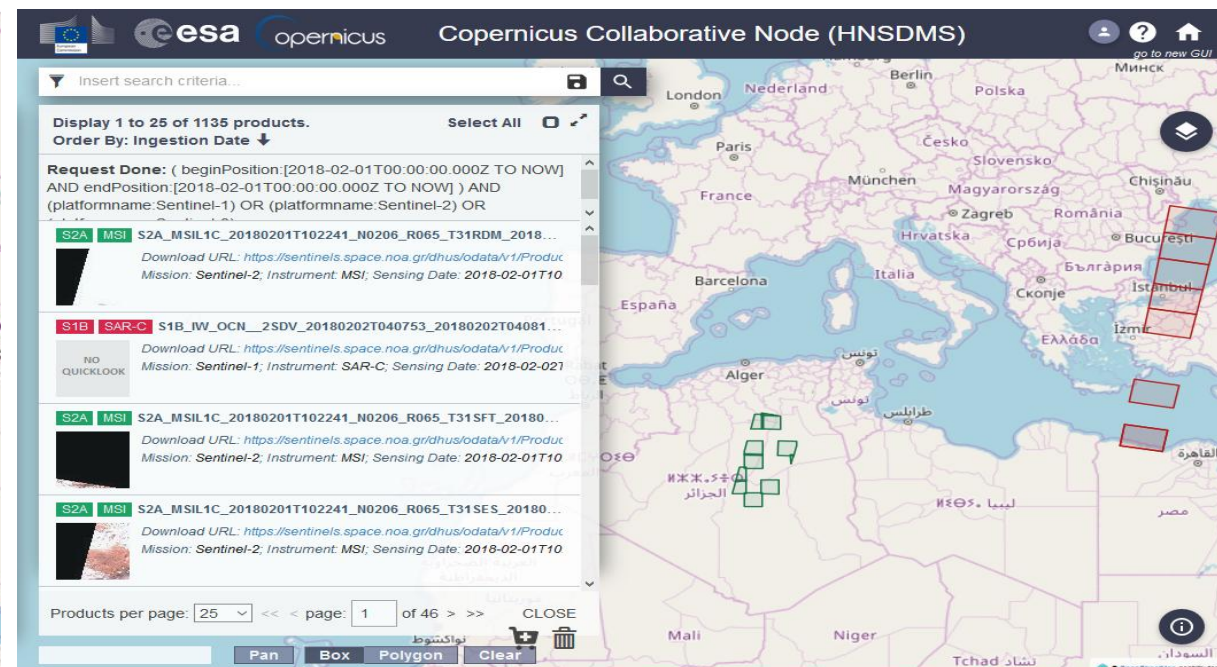 esa opernicus Copernicus Collaborative Node (HNSDMS)
go to new GUI
Insert search criteria...
Display 1 to 25 of 1135 products.
Select All
Order By: Ingestion Date
Request Done: ( beginPosition:[2018-02-01T00:00:00.000Z TO NOW]
AND endPosition:[2018-02-01T00:00:00.000Z TO NOW] ) AND
(platformname:Sentinel-1) OR (platformname:Sentinel-2) OR
S2A MSI S2A_MSIL1C_20180201T102241_N0206_R065_T31RDM_2018...
Download URL: https://sentinels.space.noa.gr/dhus/odata/v1/Produc
Mission: Sentinel-2; Instrument: MSI; Sensing Date: 2018-02-01T10
S1B SAR-C S1B_IW_OCN__2SDV_20180202T040753_20180202T04081...
NO QUICKLOOK
Download URL: https://sentinels.space.noa.gr/dhus/odata/v1/Produc
Mission: Sentinel-1; Instrument: SAR-C; Sensing Date: 2018-02-02T
S2A MSI S2A_MSIL1C_20180201T102241_N0206_R065_T31SFT_20180...
Download URL: https://sentinels.space.noa.gr/dhus/odata/v1/Produc
Mission: Sentinel-2; Instrument: MSI; Sensing Date: 2018-02-01T10
S2A MSI S2A_MSIL1C_20180201T102241_N0206_R065_T31SES_20180...
Download URL: https://sentinels.space.noa.gr/dhus/odata/v1/Produc
Mission: Sentinel-2; Instrument: MSI; Sensing Date: 2018-02-01T10
Products per page: 25 << < page: 1 of 46 > >> CLOSE
Pan Box Polygon Clear
Минск
Berlin
London
Nederland
Polska
Paris
Česko
Slovensko
München
Magyarország
Chișinău
France
Zagreb
România
Hrvatska
Србија
București
Barcelona
Italia
България
Скопје
İstanbul
España
İzmir
Ελλάδα
تونس
Alger
تونس
طرابلس
القاهرة
الجزائر
ليبيا
مصر
نواكشوط
Mali
Niger
Tchad تشاد
السودان